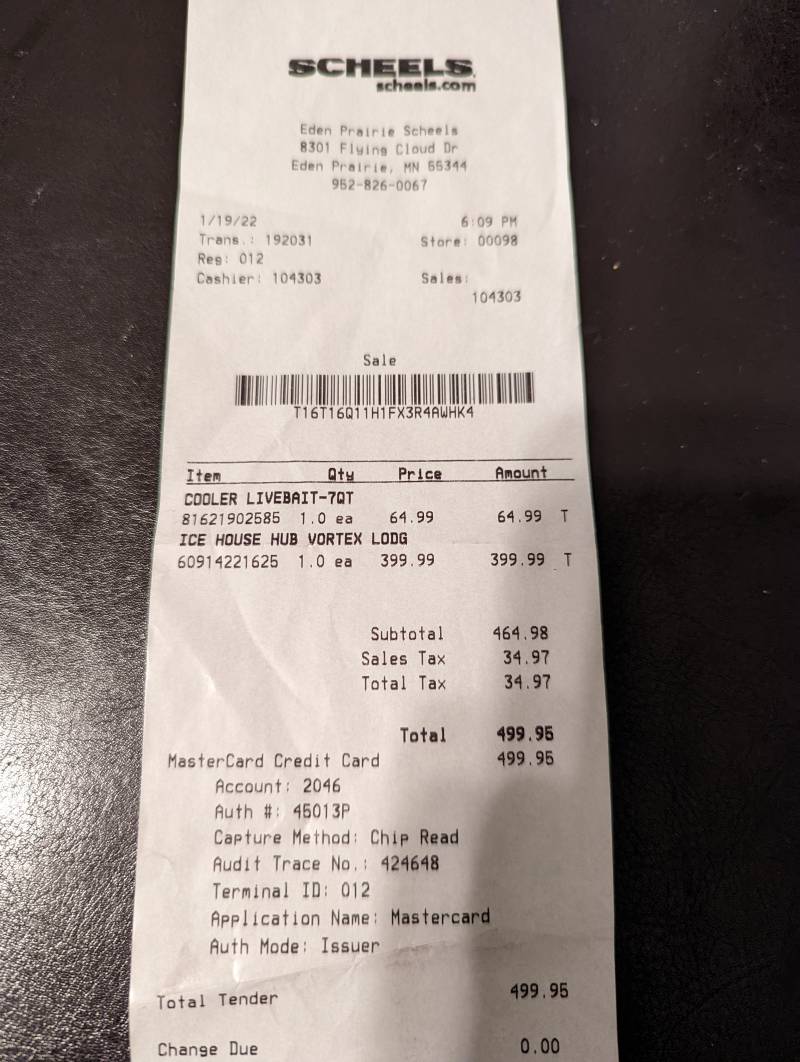 SCHEELS
scheels.com
Eden Prairie Scheels
8301 Flying Cloud Dr
Eden Prairie, MN 55344
952-826-0067
1/19/22 6:09 PM
Trans.: 192031 Store: 00098
Reg: 012
Cashier: 104303 Sales:
104303
Sale
T16T16Q11H1FX3R4AWHK4
Item Qty Price Amount
COOLER LIVEBAIT-7QT
81621902585 1.0 ea 64.99 64.99 T
ICE HOUSE HUB VORTEX LODG
60914221625 1.0 ea 399.99 399.99 T
Subtotal 464.98
Sales Tax 34.97
Total Tax 34.97
Total 499.95
MasterCard Credit Card 499.95
Account: 2046
Auth #: 45013P
Capture Method: Chip Read
Audit Trace No.: 424648
Terminal ID: 012
Application Name: Mastercard
Auth Mode: Issuer
Total Tender 499.95
Change Due 0.00